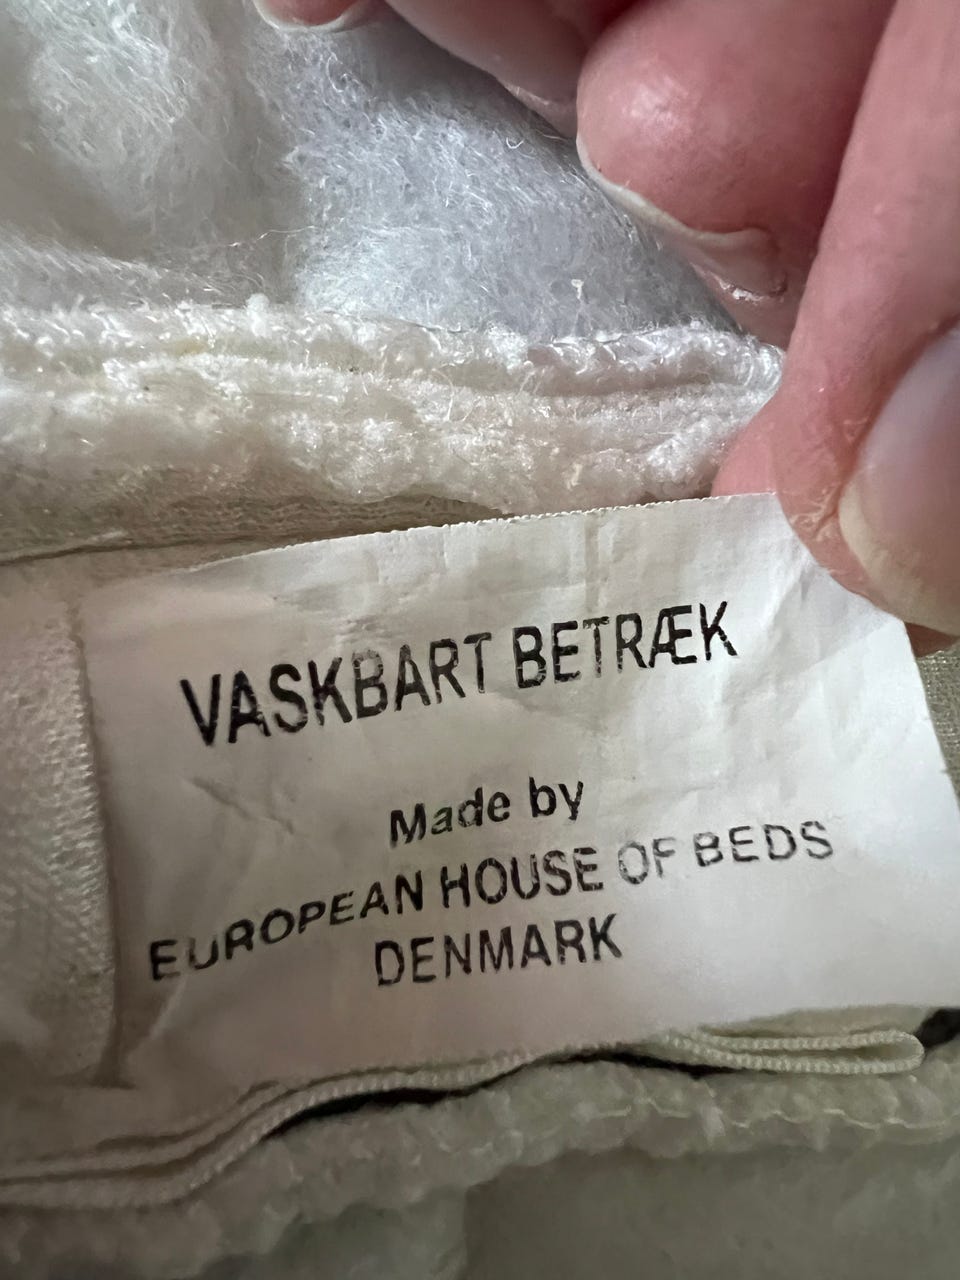 VASKBART BETRÆK
Made by
EUROPEAN HOUSE OF BEDS
DENMARK